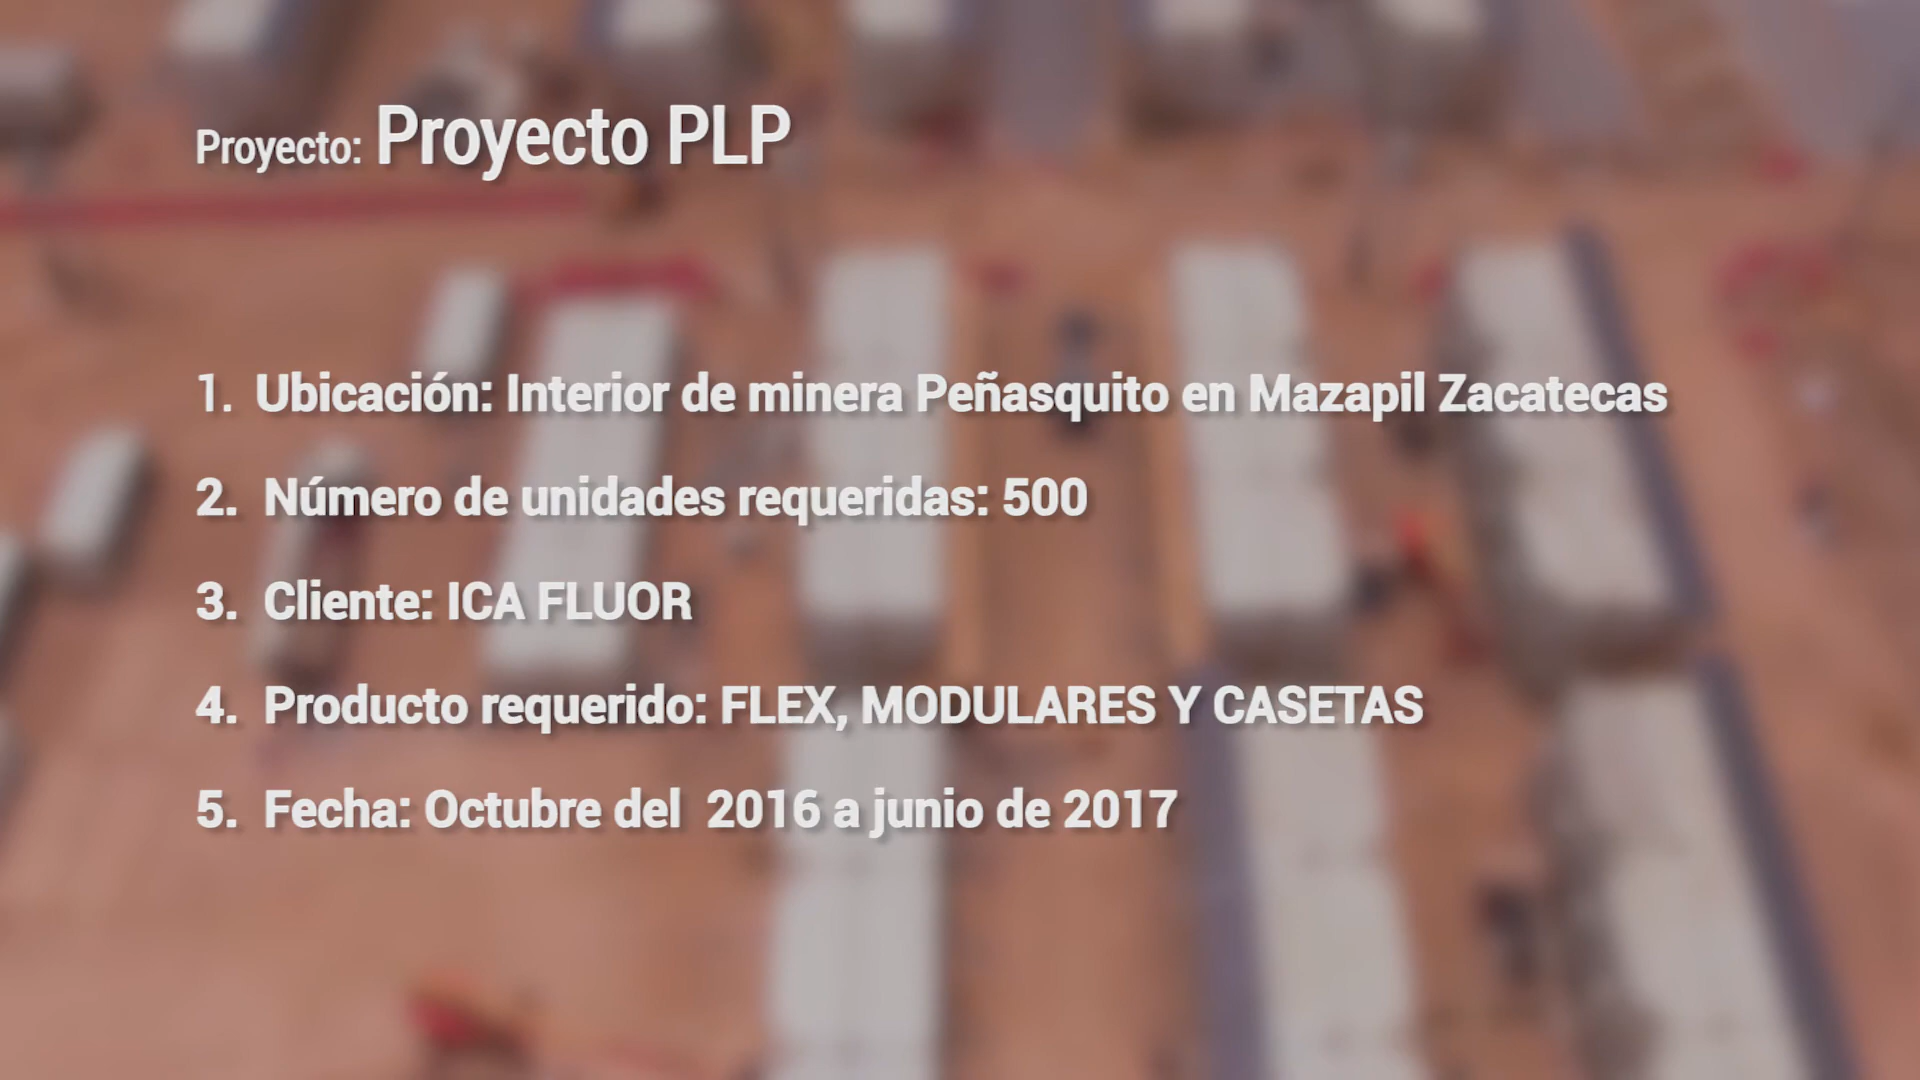 Proyecto: Proyecto PLP
1. Ubicación: Interior de minera Peñasquito en Mazapil Zacatecas
2. Número de unidades requeridas: 500
3. Cliente: ICA FLUOR
4. Producto requerido: FLEX, MODULARES Y CASETAS
5. Fecha: Octubre del  2016 a junio de 2017